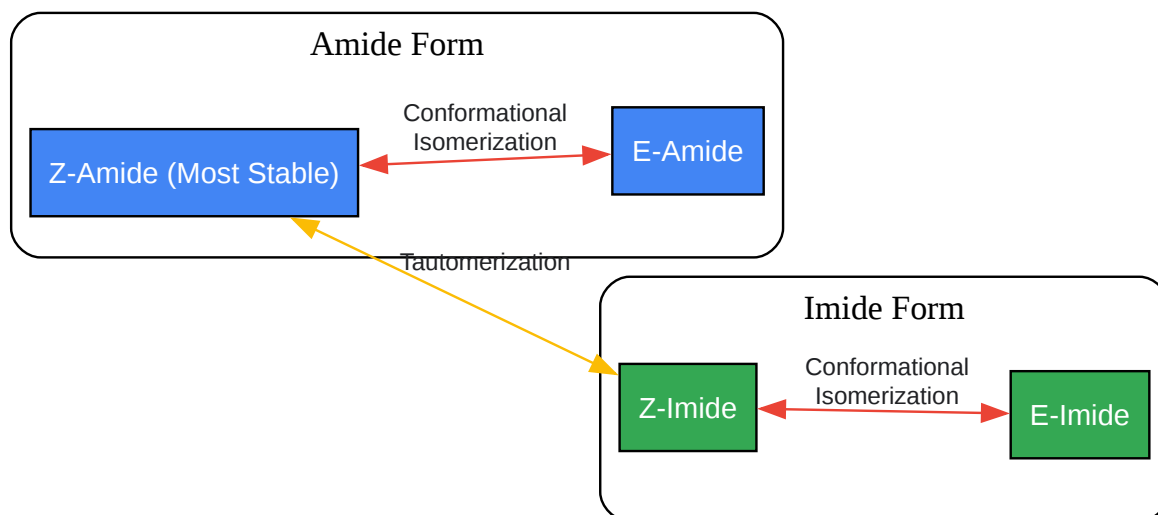 Amide Form
Conformational
Isomerization
Z-Amide (Most Stable)
E-Amide
Tautomerization
Imide Form
Conformational
Isomerization
Z-Imide
E-Imide